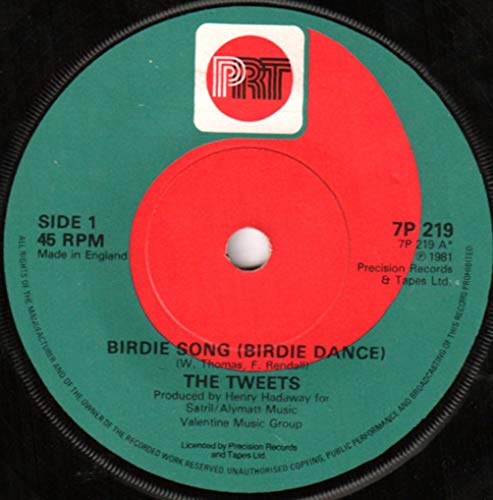 PRT
SIDE 1
45 RPM
Made in England
7P 219
7P 219 A*
℗ 1981
Precision Records
& Tapes Ltd.
BIRDIE SONG (BIRDIE DANCE)
(W. Thomas, F. Rendall)
THE TWEETS
Produced by Henry Hadaway for
Satril/Alymatt Music
Valentine Music Group
Licenced by Precision Records
and Tapes Ltd.
ALL RIGHTS OF THE MANUFACTURER AND OF THE OWNER OF THE RECORDED WORK RESERVED. UNAUTHORISED COPYING, PUBLIC PERFORMANCE AND BROADCASTING OF THIS RECORD PROHIBITED.